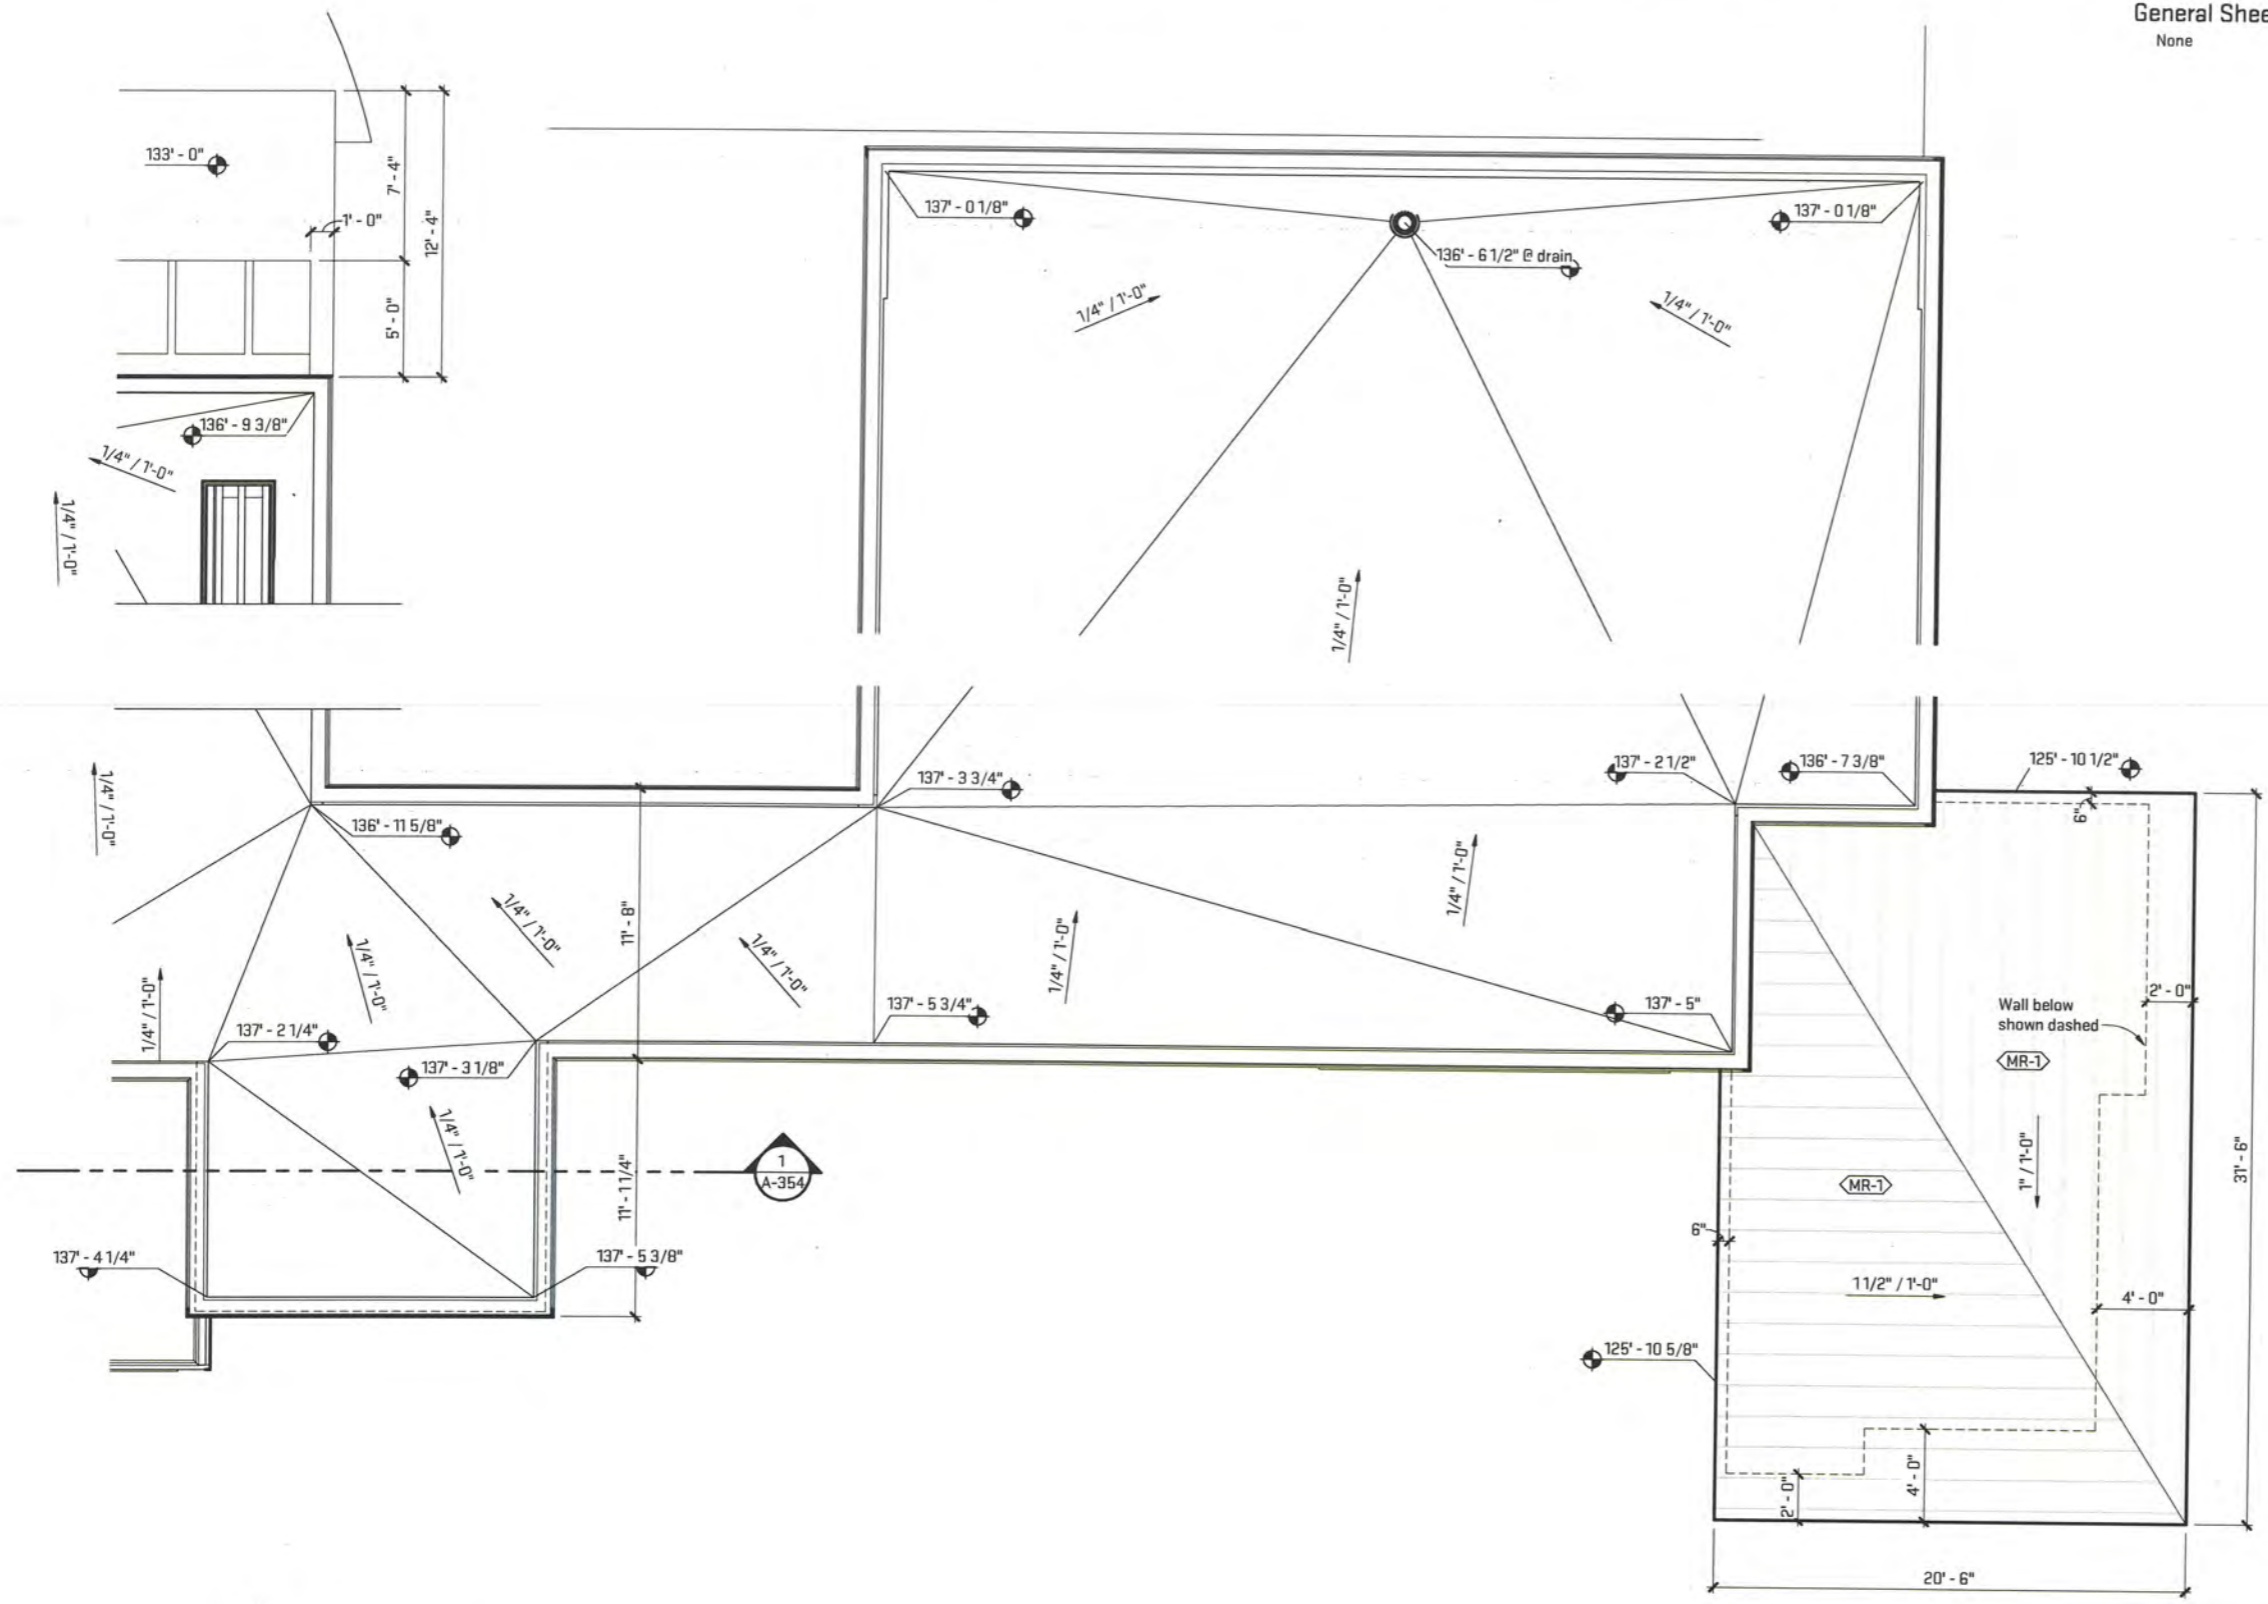 General Shee
None
133' - 0"
7' - 4"
1' - 0"
12' - 4"
5' - 0"
136' - 9 3/8"
1/4" / 1'-0"
1/4" / 1'-0"
137' - 0 1/8"
137' - 0 1/8"
136' - 6 1/2" @ drain
1/4" / 1'-0"
1/4" / 1'-0"
1/4" / 1'-0"
137' - 3 3/4"
137' - 2 1/2"
136' - 7 3/8"
125' - 10 1/2"
6"
1/4" / 1'-0"
136' - 11 5/8"
1/4" / 1'-0"
11' - 8"
1/4" / 1'-0"
1/4" / 1'-0"
1/4" / 1'-0"
1/4" / 1'-0"
1/4" / 1'-0"
137' - 5 3/4"
137' - 5"
2' - 0"
Wall below
shown dashed
MR-1
137' - 2 1/4"
137' - 3 1/8"
1/4" / 1'-0"
1
A-354
11' - 1 1/4"
1" / 1'-0"
31' - 6"
MR-1
6"
137' - 4 1/4"
137' - 5 3/8"
1 1/2" / 1'-0"
4' - 0"
125' - 10 5/8"
2' - 0"
4' - 0"
20' - 6"